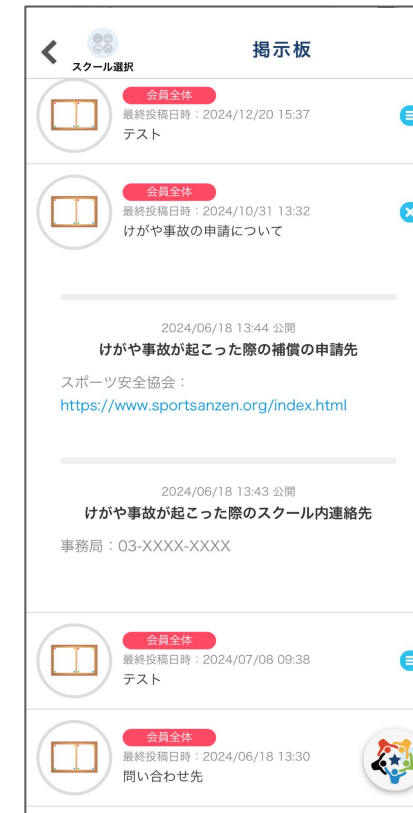 スクール選択
掲示板
会員全体
最終投稿日時：2024/12/20 15:37
テスト
会員全体
最終投稿日時：2024/10/31 13:32
けがや事故の申請について
2024/06/18 13:44 公開
けがや事故が起こった際の補償の申請先
スポーツ安全協会：
https://www.sportsanzen.org/index.html
2024/06/18 13:43 公開
けがや事故が起こった際のスクール内連絡先
事務局：03-XXXX-XXXX
会員全体
最終投稿日時：2024/07/08 09:38
テスト
会員全体
最終投稿日時：2024/06/18 13:30
問い合わせ先